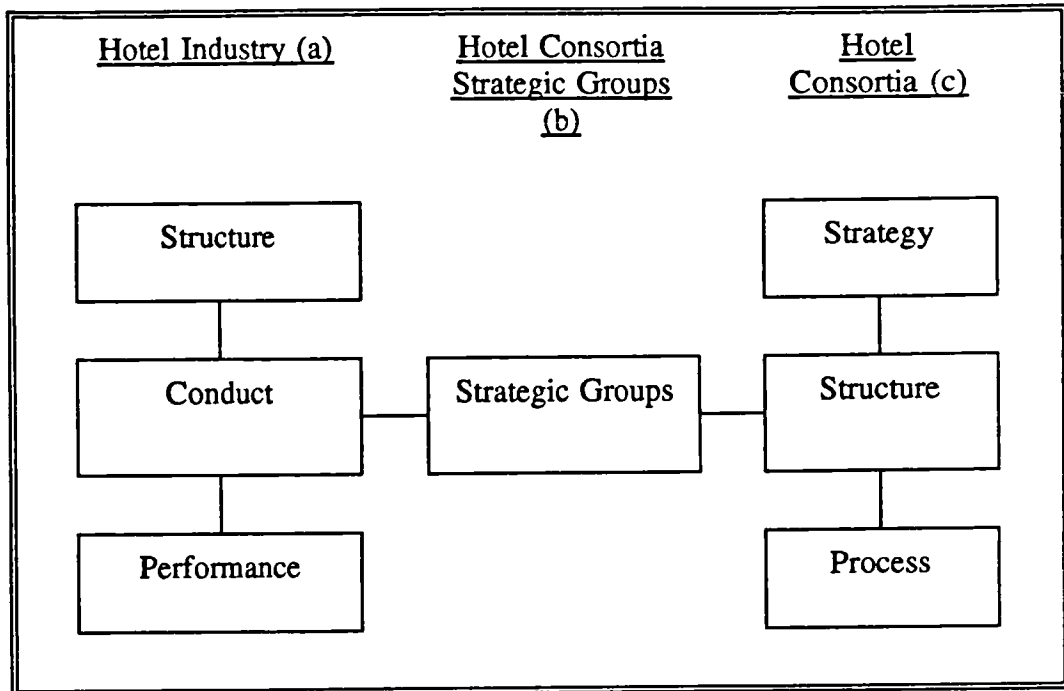 Hotel Industry (a)
Hotel Consortia
Strategic Groups
(b)
Hotel
Consortia (c)
Structure
Strategy
Conduct
Strategic Groups
Structure
Performance
Process